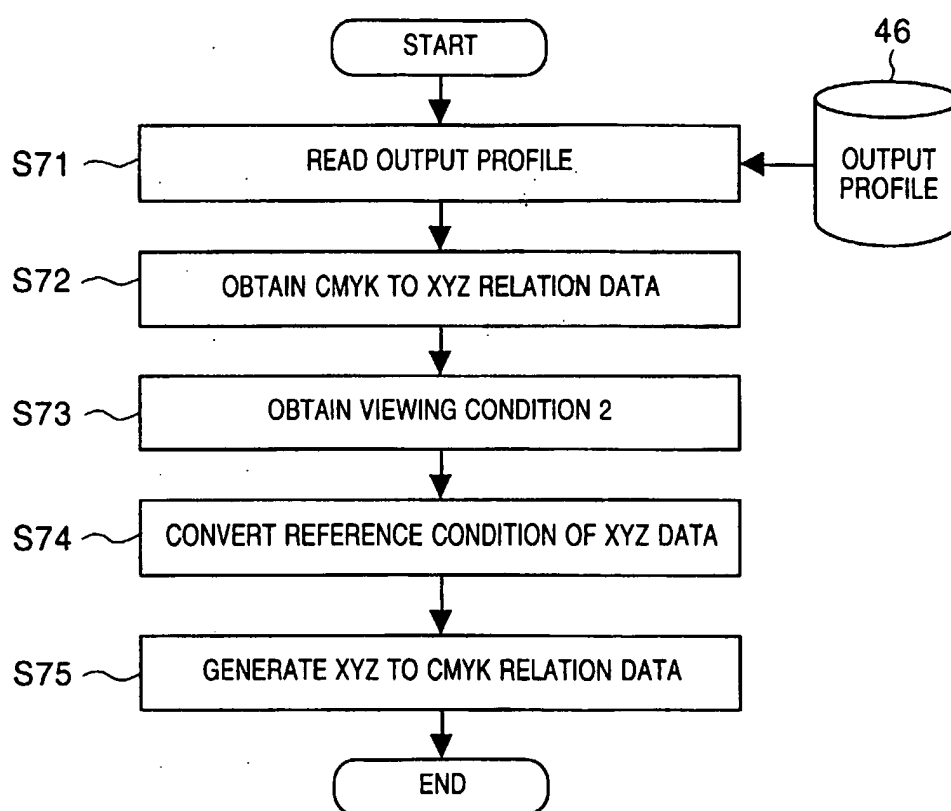 START
46
S71
READ OUTPUT PROFILE
OUTPUT
PROFILE
S72
OBTAIN CMYK TO XYZ RELATION DATA
S73
OBTAIN VIEWING CONDITION 2
S74
CONVERT REFERENCE CONDITION OF XYZ DATA
S75
GENERATE XYZ TO CMYK RELATION DATA
END